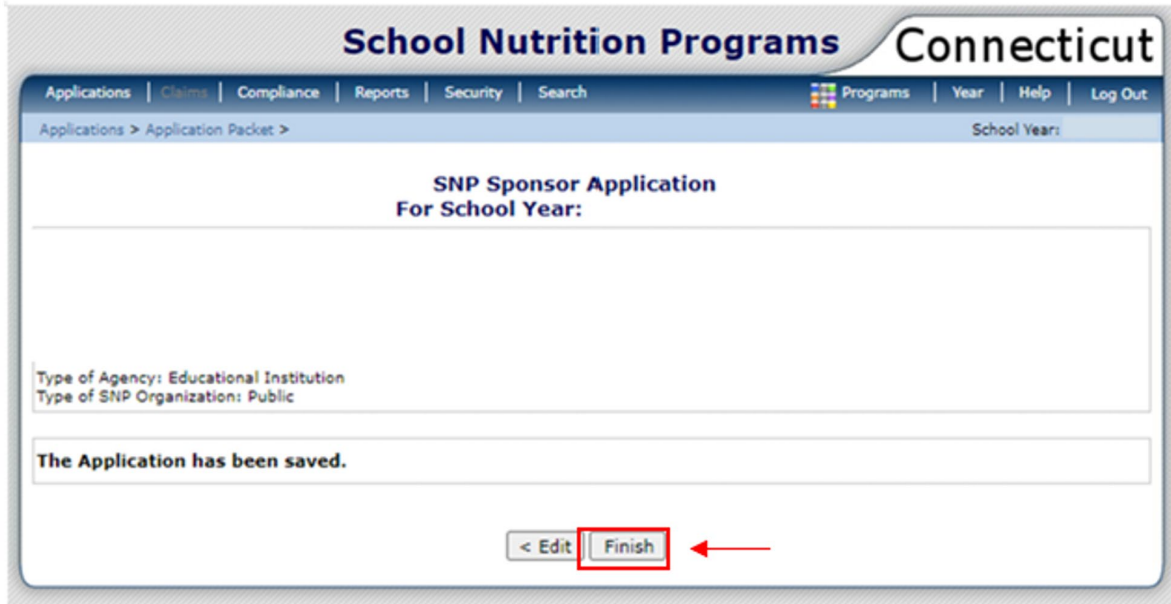 School Nutrition Programs Connecticut
Applications | Claims | Compliance | Reports | Security | Search Programs | Year | Help | Log Out
Applications > Application Packet > School Year:
SNP Sponsor Application
For School Year:
Type of Agency: Educational Institution
Type of SNP Organization: Public
The Application has been saved.
< Edit Finish